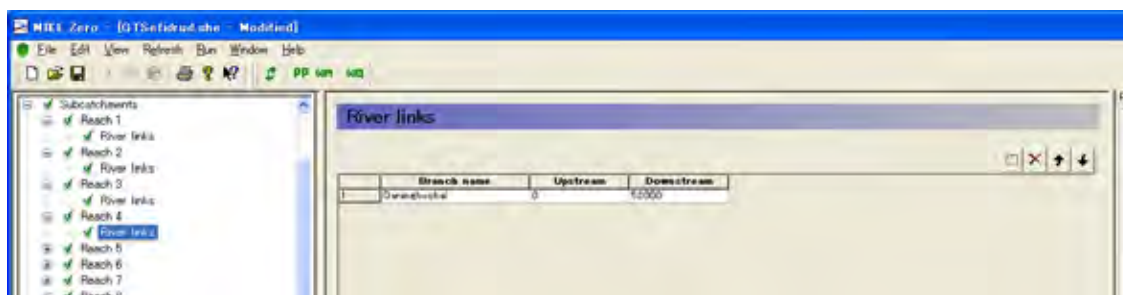 MIKE Zero - [GTSefidrud.she - Modified]
File Edit View Refresh Run Window Help
PP WM WQ
Subcatchments
Reach 1
River links
Reach 2
River links
Reach 3
River links
Reach 4
River links
Reach 5
Reach 6
Reach 7
River links
Branch name Upstream Downstream
1 0